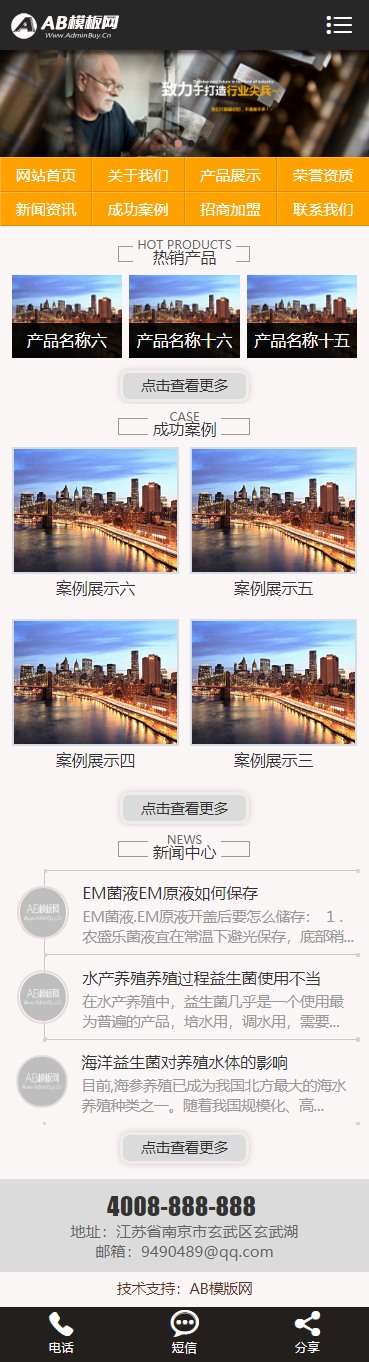 AB模板网
Www.AdminBuy.Cn
致力于打造行业尖兵
网站首页 关于我们 产品展示 荣誉资质
新闻资讯 成功案例 招商加盟 联系我们
HOT PRODUCTS
热销产品
产品名称六 产品名称十六 产品名称十五
点击查看更多
CASE
成功案例
案例展示六 案例展示五
案例展示四 案例展示三
点击查看更多
NEWS
新闻中心
AB模板网
EM菌液EM原液如何保存
EM菌液.EM原液开盖后要怎么储存： 1．
农盛乐菌液宜在常温下避光保存，底部稍...
AB模板网
水产养殖养殖过程益生菌使用不当
在水产养殖中，益生菌几乎是一个使用最
为普遍的产品，培水用，调水用，需要...
AB模板网
海洋益生菌对养殖水体的影响
目前,海参养殖已成为我国北方最大的海水
养殖种类之一。随着我国规模化、高...
点击查看更多
4008-888-888
地址：江苏省南京市玄武区玄武湖
邮箱：9490489@qq.com
技术支持：AB模版网
电话 短信 分享